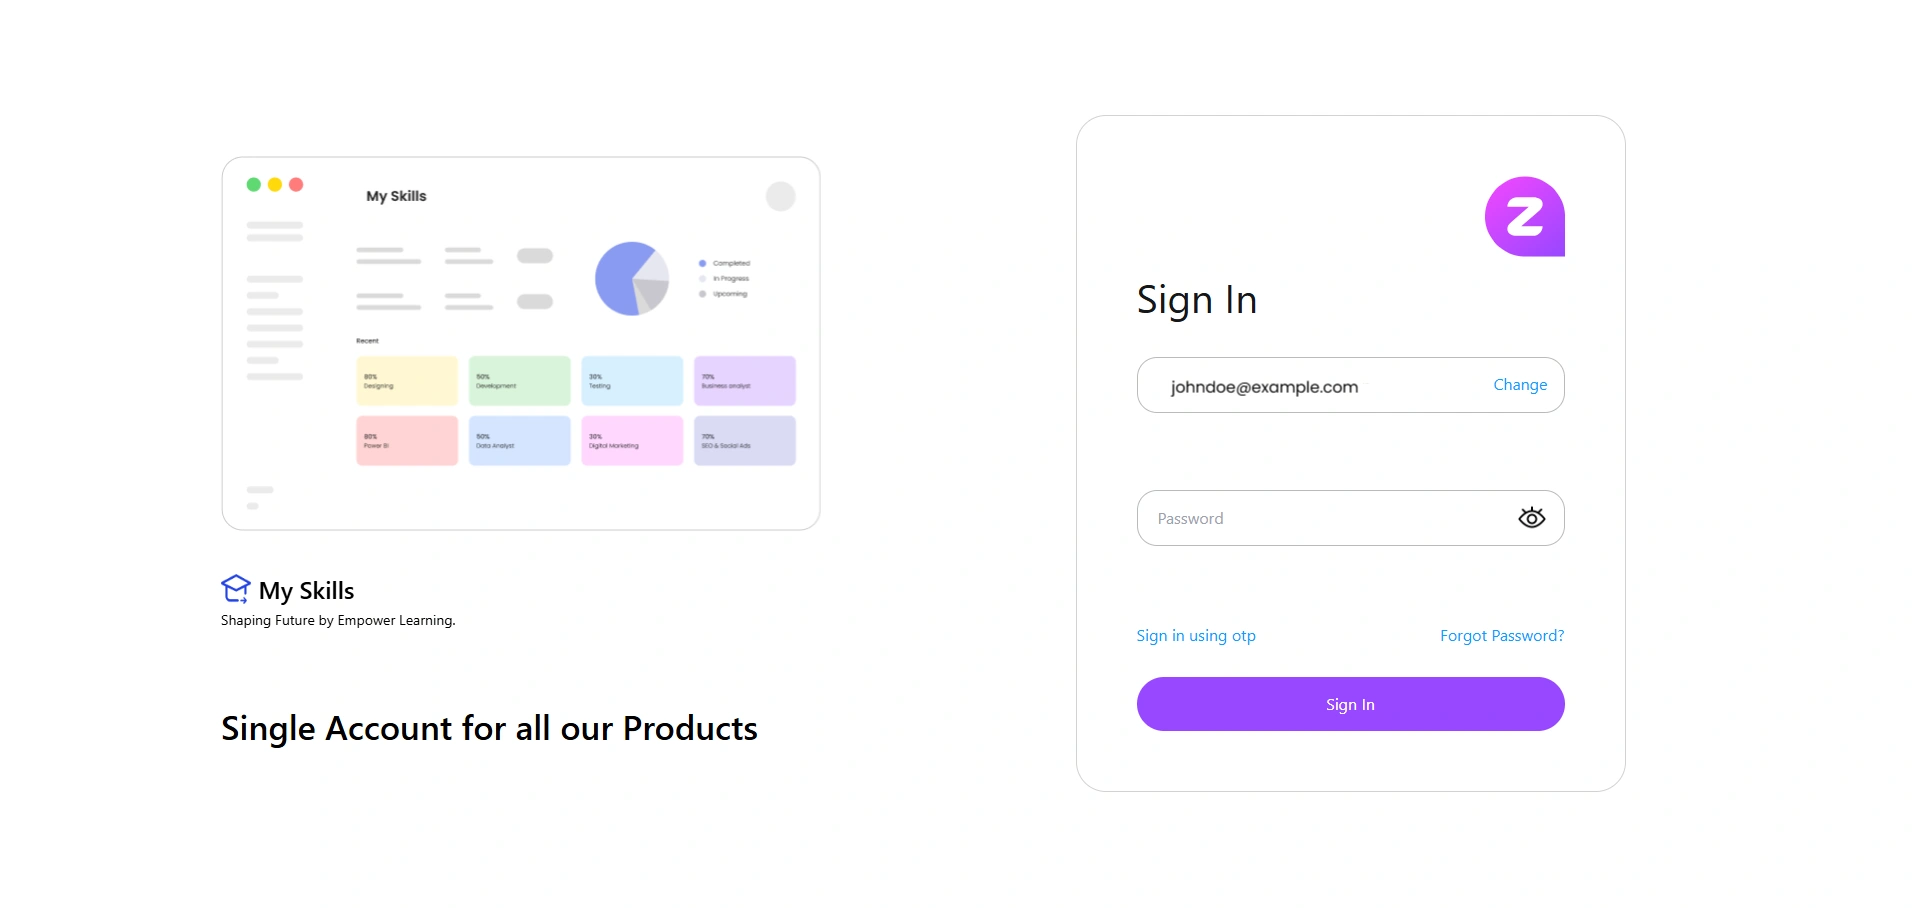 My Skills
Completed
In Progress
Upcoming
Recent
80%
Designing
50%
Development
30%
Testing
70%
Business analyst
80%
Power BI
50%
Data Analyst
30%
Digital Marketing
70%
SEO & Social Ads
My Skills
Shaping Future by Empower Learning.
Single Account for all our Products
Z
Sign In
johndoe@example.com
Change
Password
Sign in using otp
Forgot Password?
Sign In